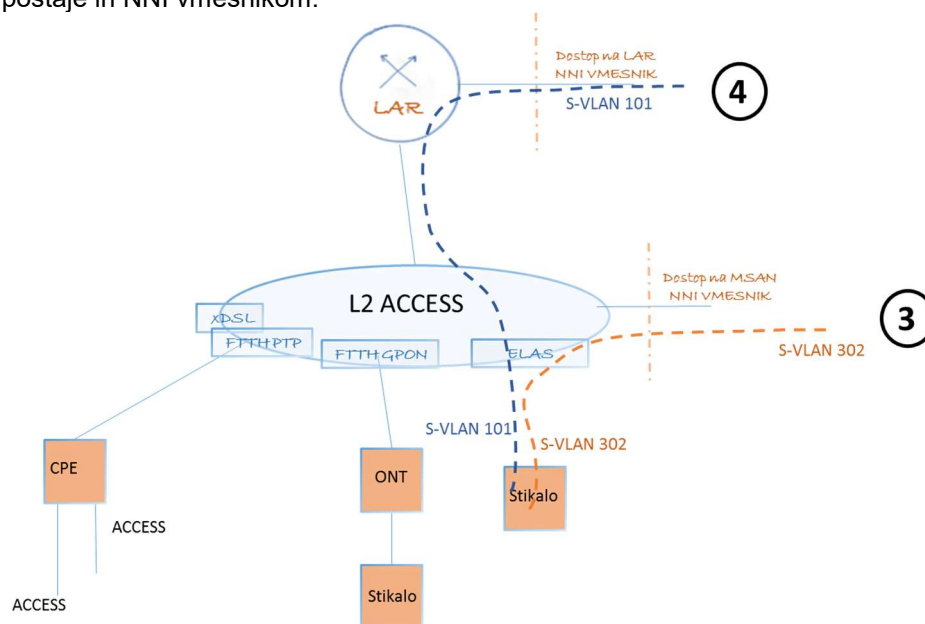 postaje in NNI vmesnikom.
Dostop na LAR
NNI VMESNIK
S-VLAN 101
4
LAR
Dostop na MSAN
NNI VMESNIK
L2 ACCESS
3
XDSL
FTTH PTP
FTTH GPON
ELAS
S-VLAN 302
S-VLAN 101
S-VLAN 302
CPE
ONT
Stikalo
ACCESS
Stikalo
ACCESS